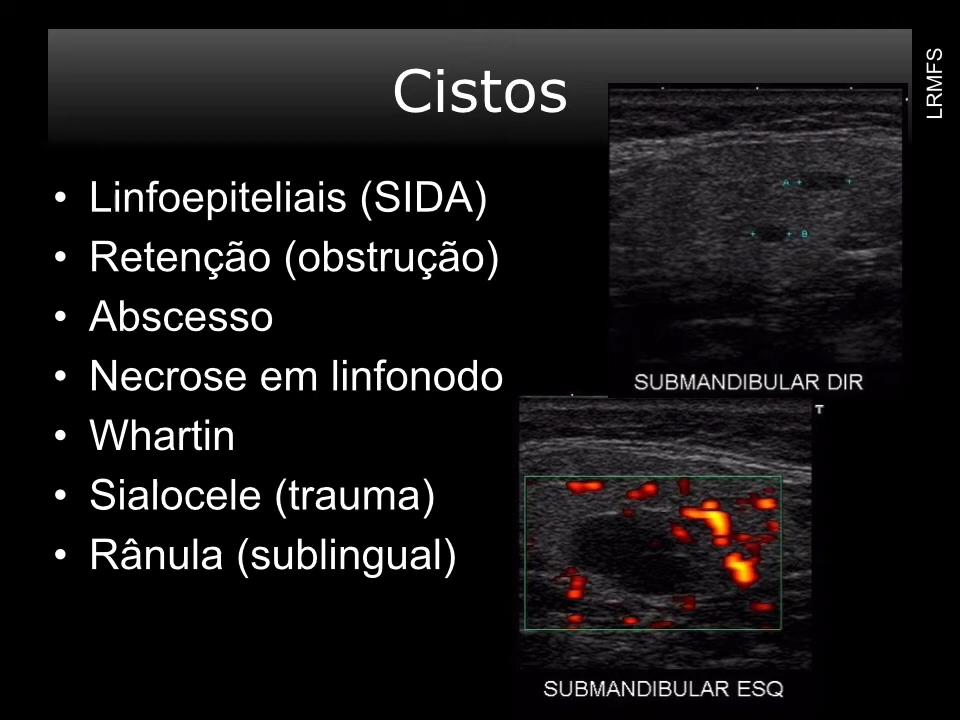 Cistos
LRMFS
• Linfoepiteliais (SIDA)
• Retenção (obstrução)
• Abscesso
• Necrose em linfonodo
• Whartin
• Sialocele (trauma)
• Rânula (sublingual)
A
B
SUBMANDIBULAR DIR
T
SUBMANDIBULAR ESQ